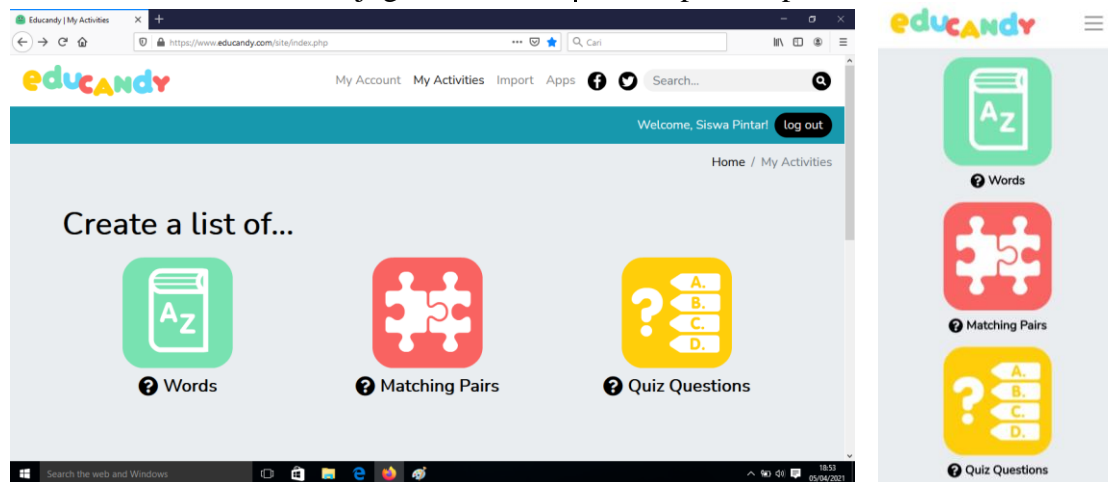 Educandy | My Activities
https://www.educandy.com/site/index.php
Cari
educandy
My Account My Activities Import Apps
Search...
Welcome, Siswa Pintar! log out
Home / My Activities
Create a list of...
A Z
A.
B.
C.
D.
Words
Matching Pairs
Quiz Questions
Search the web and Windows
18:53
05/04/2021
educandy
A Z
Words
Matching Pairs
A.
B.
C.
D.
Quiz Questions